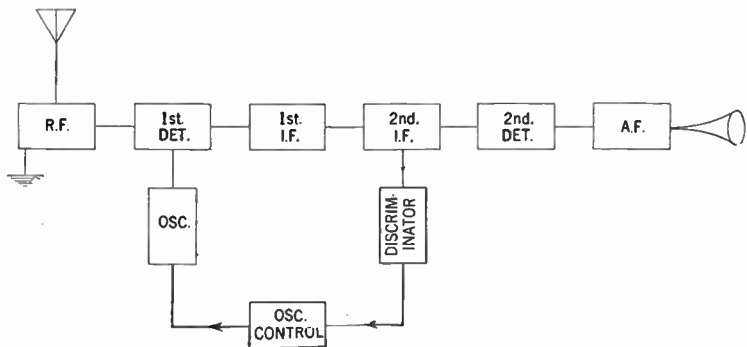 R.F.
1st.
DET.
1st.
I.F.
2nd.
I.F.
2nd.
DET.
A.F.
OSC.
DISCRIM-
INATOR
OSC.
CONTROL